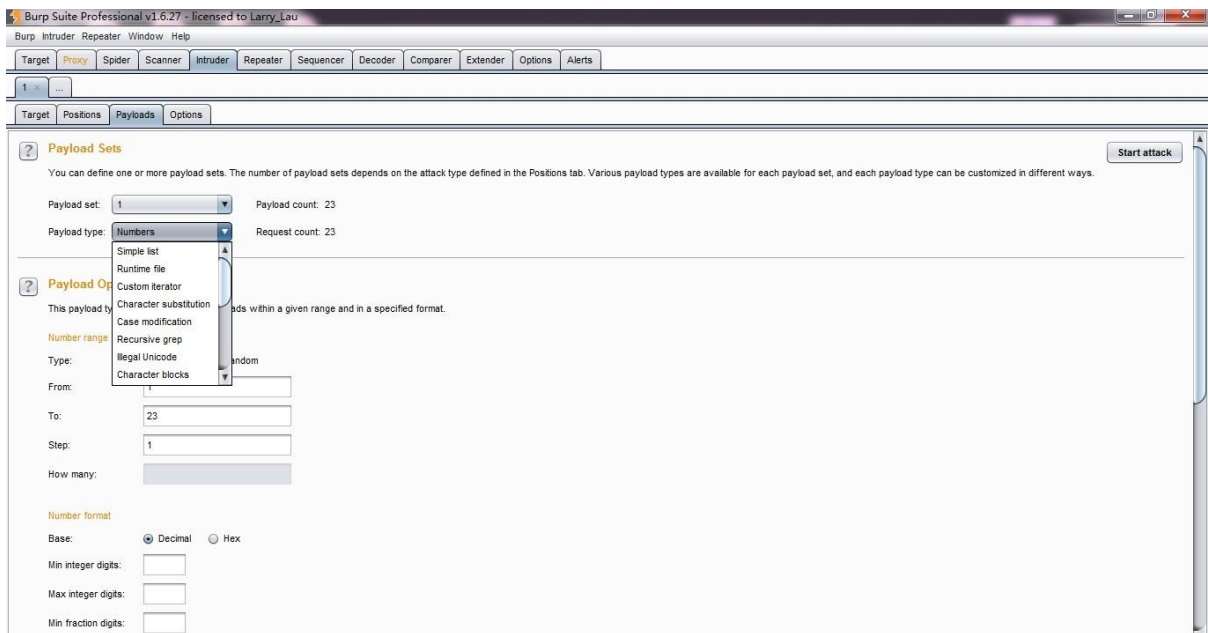 Burp Suite Professional v1.6.27 - licensed to Larry_Lau
Burp Intruder Repeater Window Help
Target Proxy Spider Scanner Intruder Repeater Sequencer Decoder Comparer Extender Options Alerts
1 × ...
Target Positions Payloads Options
? Payload Sets
Start attack
You can define one or more payload sets. The number of payload sets depends on the attack type defined in the Positions tab. Various payload types are available for each payload set, and each payload type can be customized in different ways.
Payload set: 1 Payload count: 23
Payload type: Numbers Request count: 23
Simple list
Runtime file
Custom iterator
Character substitution
Case modification
Recursive grep
Illegal Unicode
Character blocks
? Payload Op
This payload ty ads within a given range and in a specified format.
Number range
Type: andom
From: 1
To: 23
Step: 1
How many:
Number format
Base: Decimal Hex
Min integer digits:
Max integer digits:
Min fraction digits: